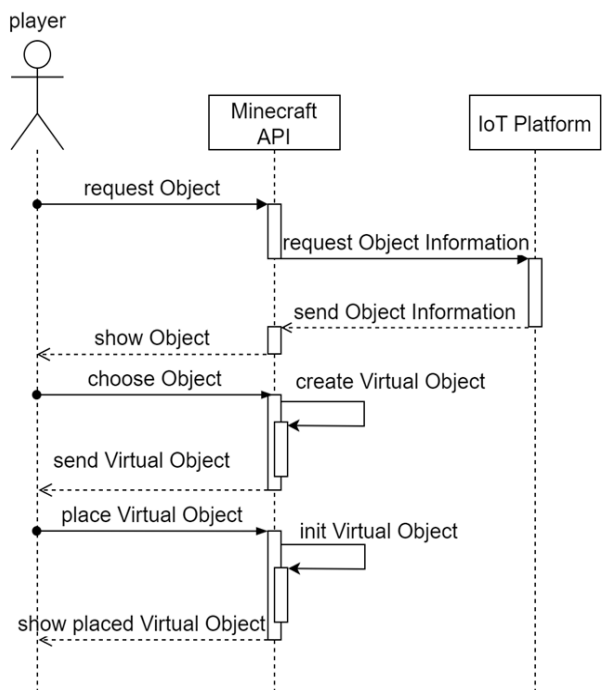 player
Minecraft
API
IoT Platform
request Object
request Object Information
send Object Information
show Object
choose Object
create Virtual Object
send Virtual Object
place Virtual Object
init Virtual Object
show placed Virtual Object